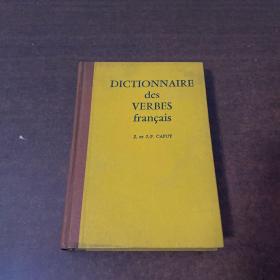 DICTIONNAIRE
des
VERBES
français
J. et J.-P. CAPUT